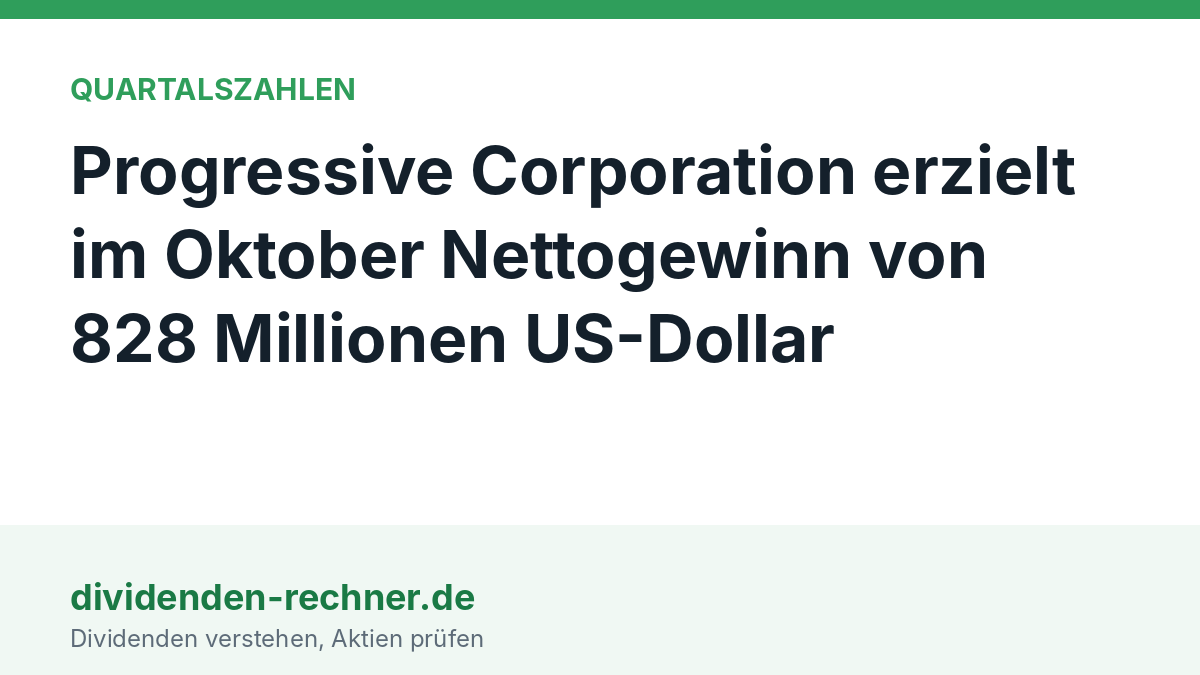 QUARTALSZAHLEN
Progressive Corporation erzielt
im Oktober Nettogewinn von
828 Millionen US-Dollar
dividenden-rechner.de
Dividenden verstehen, Aktien prüfen